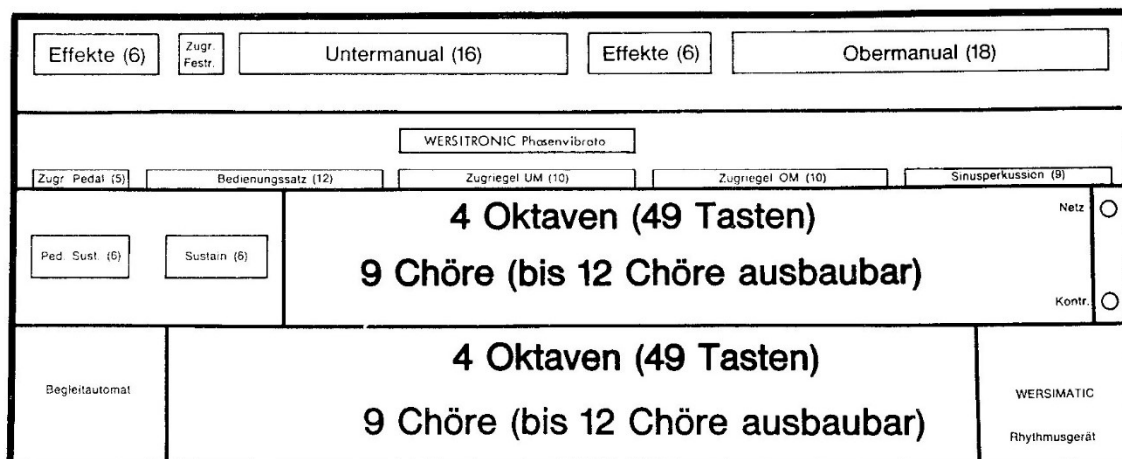 Effekte (6)
Zugr.
Festr.
Untermanual (16)
Effekte (6)
Obermanual (18)
WERSITRONIC Phasenvibrato
Zugr. Pedal (5)
Bedienungssatz (12)
Zugriegel UM (10)
Zugriegel OM (10)
Sinusperkussion (9)
4 Oktaven (49 Tasten)
Netz
Ped. Sust. (6)
Sustain (6)
9 Chöre (bis 12 Chöre ausbaubar)
Kontr.
4 Oktaven (49 Tasten)
Begleitautomat
WERSIMATIC
9 Chöre (bis 12 Chöre ausbaubar)
Rhythmusgerät